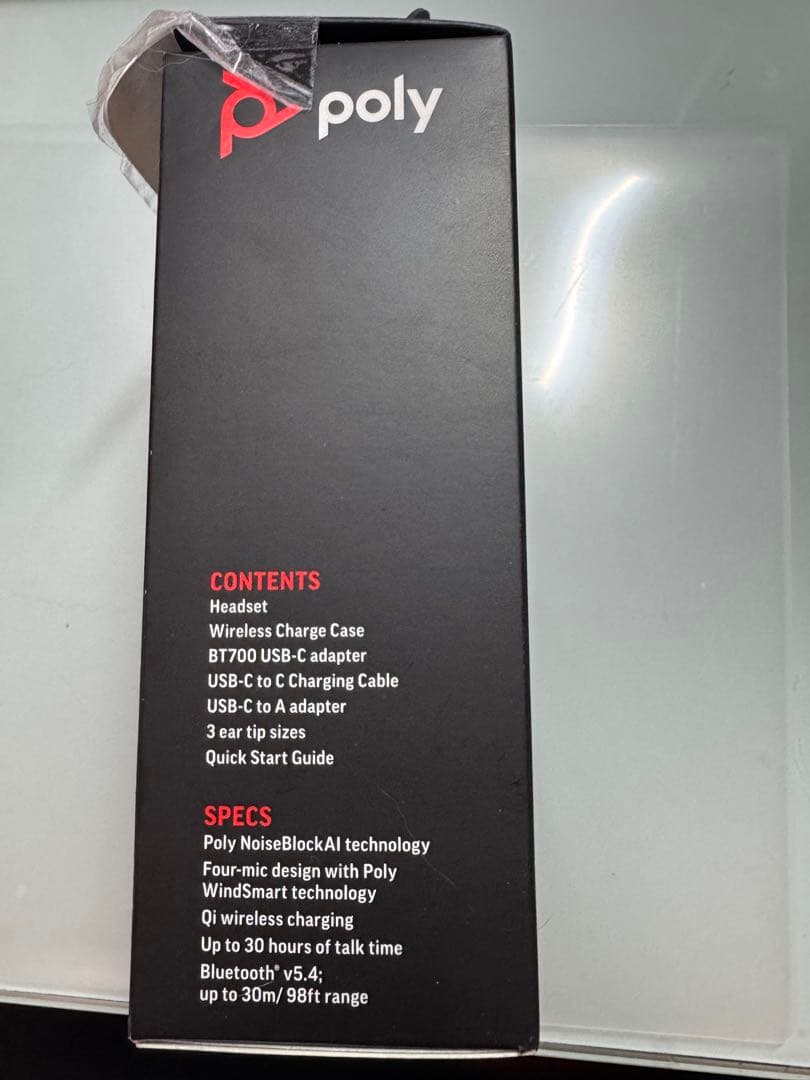 poly
CONTENTS
Headset
Wireless Charge Case
BT700 USB-C adapter
USB-C to C Charging Cable
USB-C to A adapter
3 ear tip sizes
Quick Start Guide
SPECS
Poly NoiseBlockAI technology
Four-mic design with Poly
WindSmart technology
Qi wireless charging
Up to 30 hours of talk time
Bluetooth® v5.4;
up to 30m/ 98ft range